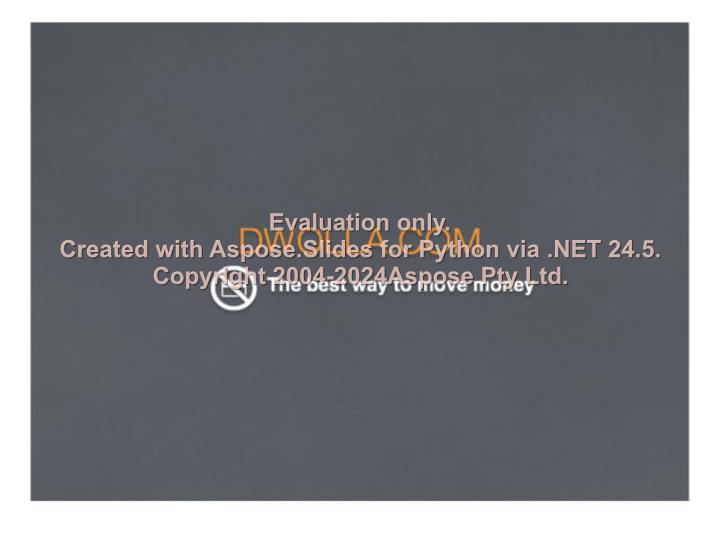 Evaluation only.
DWOLLA.COM
Created with Aspose.Slides for Python via .NET 24.5.
Copyright 2004-2024Aspose Pty Ltd.
The best way to move money